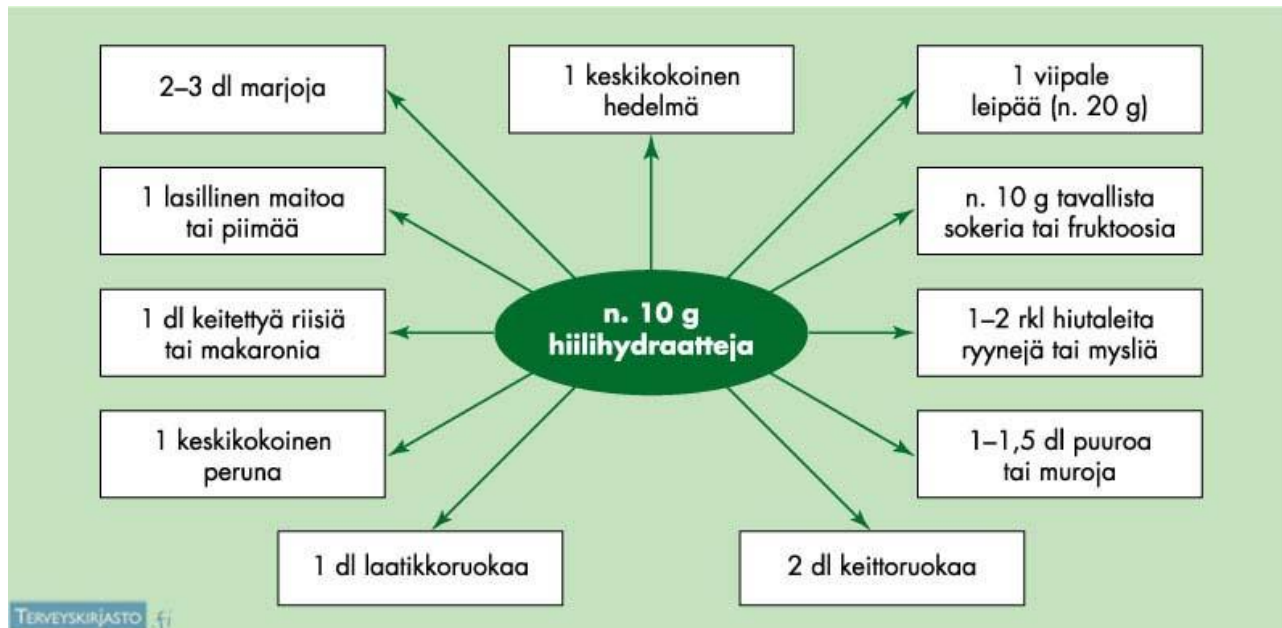 2–3 dl marjoja
1 keskikokoinen
hedelmä
1 viipale
leipää (n. 20 g)
1 lasillinen maitoa
tai piimää
n. 10 g tavallista
sokeria tai fruktoosia
n. 10 g
hiilihydraatteja
1 dl keitettyä riisiä
tai makaronia
1–2 rkl hiutaleita
ryynejä tai mysliä
1 keskikokoinen
peruna
1–1,5 dl puuroa
tai muroja
1 dl laatikkoruokaa
2 dl keittoruokaa
TERVEYSKIRJASTO .fi